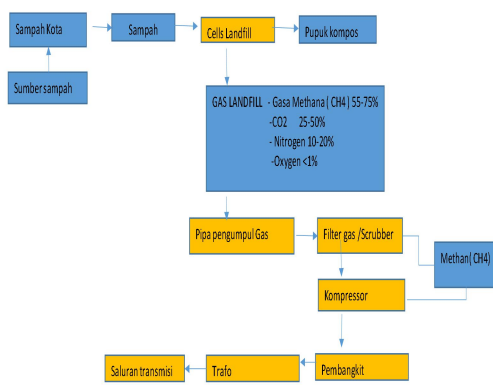 Sampah Kota
Sampah
Cells Landfill
Pupuk kompos
Sumber sampah
GAS LANDFILL - Gasa Methana ( CH4 ) 55-75%
-CO2 25-50%
- Nitrogen 10-20%
-Oxygen <1%
Pipa pengumpul Gas
Filter gas /Scrubber
Methan( CH4)
Kompressor
Pembangkit
Trafo
Saluran transmisi